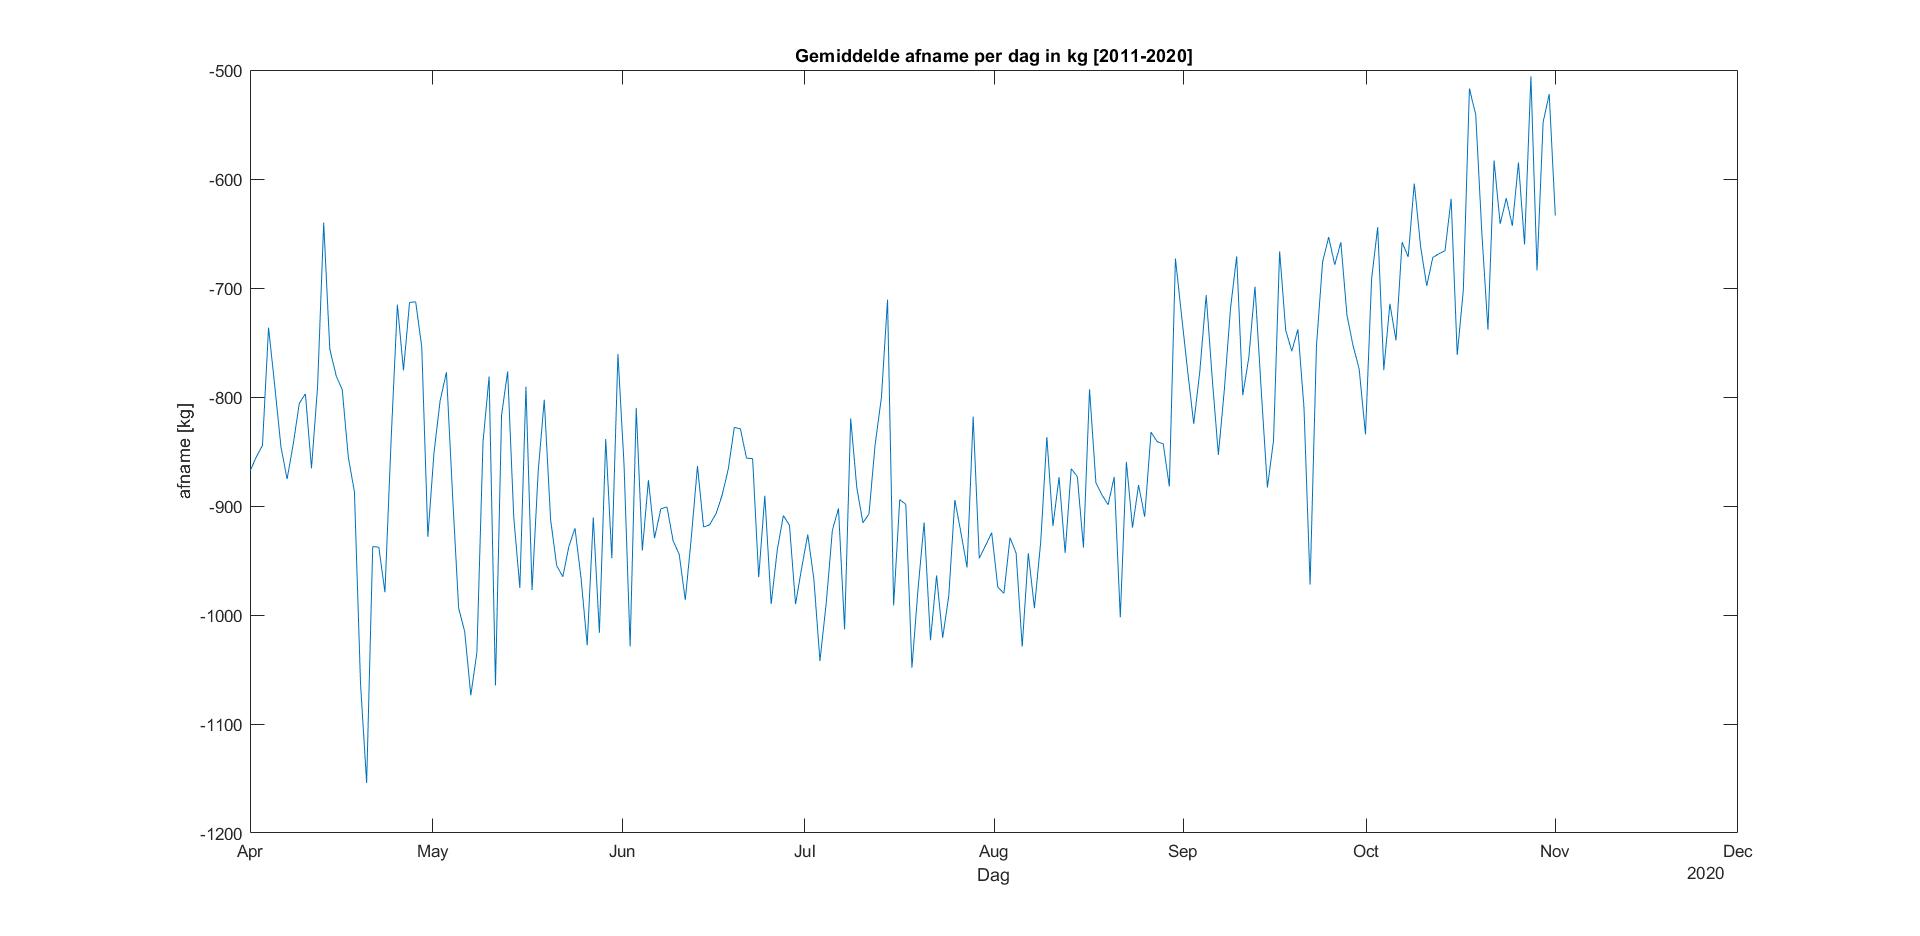 Gemiddelde afname per dag in kg [2011-2020]
-500
-600
-700
-800
-900
-1000
-1100
-1200
afname [kg]
Apr May Jun Jul Aug Sep Oct Nov Dec
Dag
2020